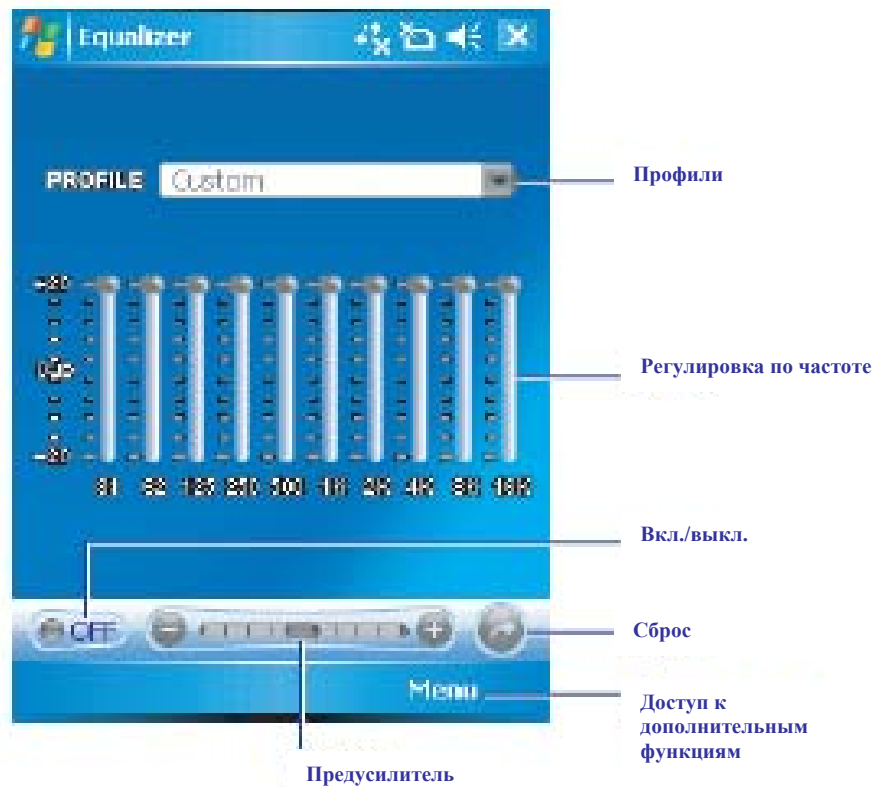 Equalizer
PROFILE Custom
Профили
+20
Регулировка по частоте
-20
31 62 125 250 500 1K 2K 4K 8K 16K
Вкл./выкл.
OFF
Сброс
Menu
Доступ к
дополнительным
функциям
Предусилитель